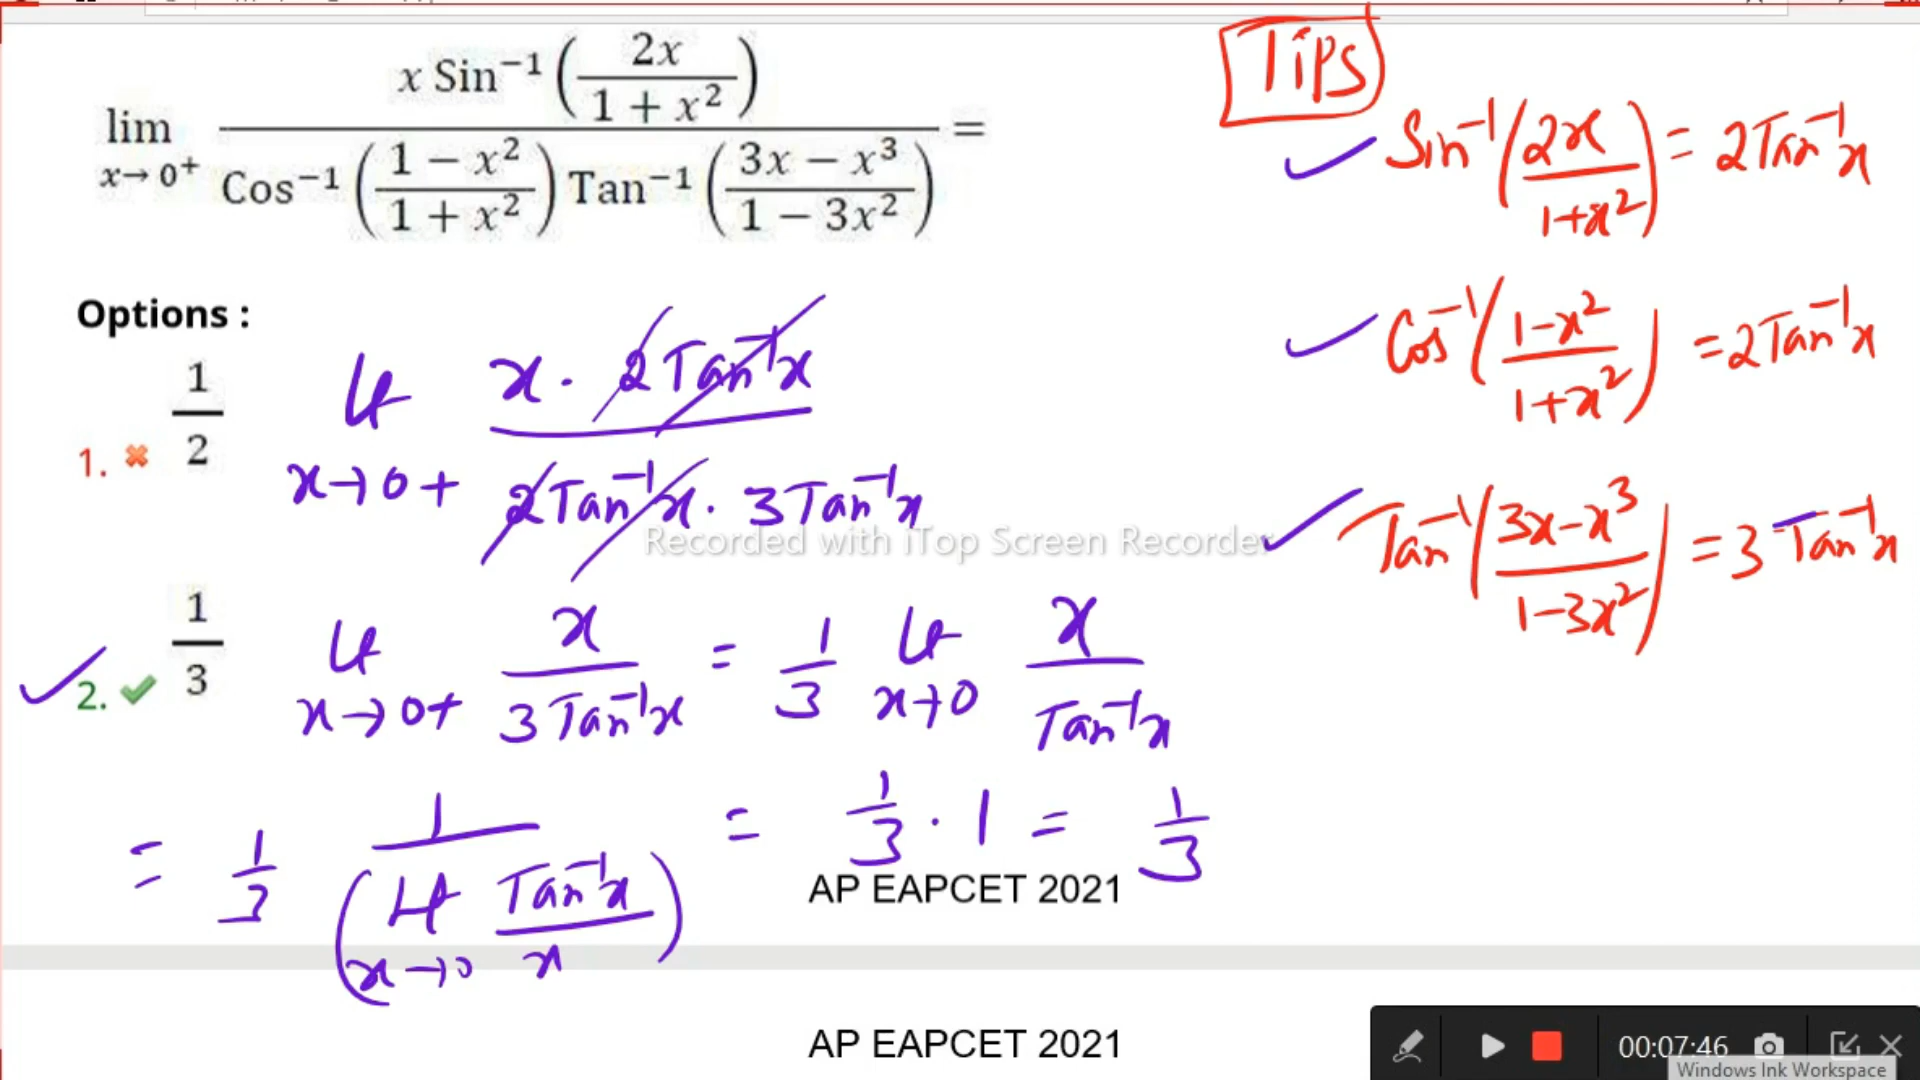 lim x→0⁺ x Sin⁻¹(2x/(1 + x²)) / (Cos⁻¹((1 − x²)/(1 + x²)) Tan⁻¹((3x − x³)/(1 − 3x²))) =
Tips
Sin⁻¹(2x/(1+x²)) = 2Tan⁻¹x
Cos⁻¹((1-x²)/(1+x²)) = 2Tan⁻¹x
Tan⁻¹((3x-x³)/(1-3x²)) = 3Tan⁻¹x
Options :
1. 1/2
Lt x→0+ x · 2Tan⁻¹x / (2Tan⁻¹x · 3Tan⁻¹x)
Recorded with iTop Screen Recorder
2. 1/3
Lt x→0+ x/(3Tan⁻¹x) = 1/3 Lt x→0 x/(Tan⁻¹x)
= 1/3 1/(Lt x→0 Tan⁻¹x/x) = 1/3 · 1 = 1/3
AP EAPCET 2021
AP EAPCET 2021
00:07:46
Windows Ink Workspace